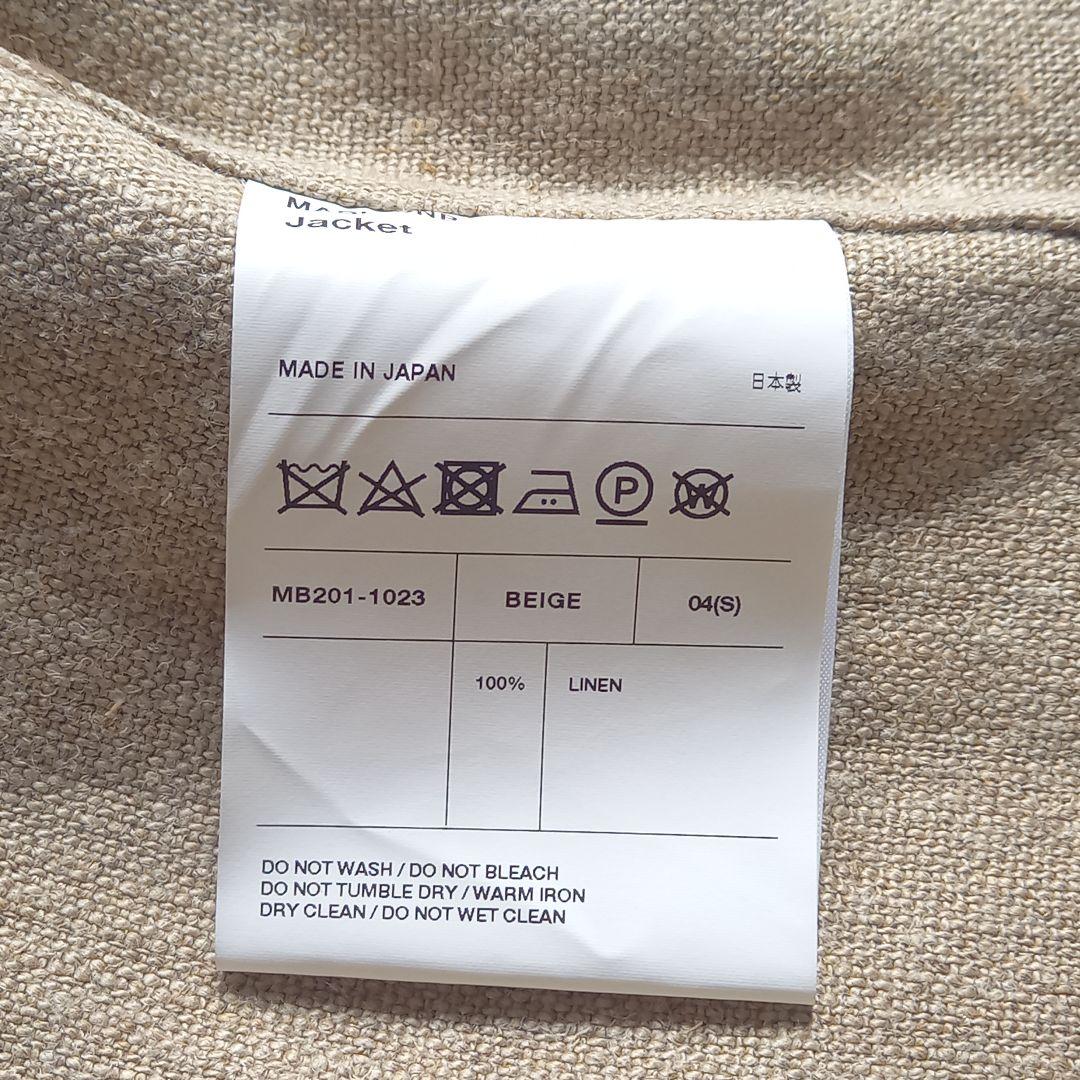 Jacket
MADE IN JAPAN 日本製
P W
MB201-1023 BEIGE 04(S)
100% LINEN
DO NOT WASH / DO NOT BLEACH
DO NOT TUMBLE DRY / WARM IRON
DRY CLEAN / DO NOT WET CLEAN